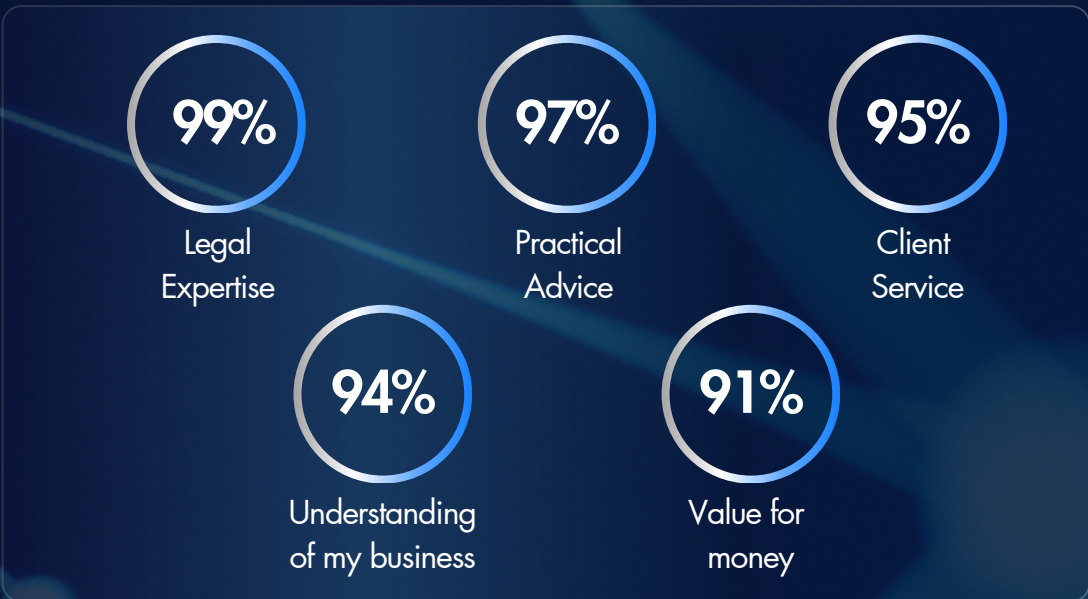 99%
97%
95%
Legal
Expertise
Practical
Advice
Client
Service
94%
91%
Understanding
of my business
Value for
money